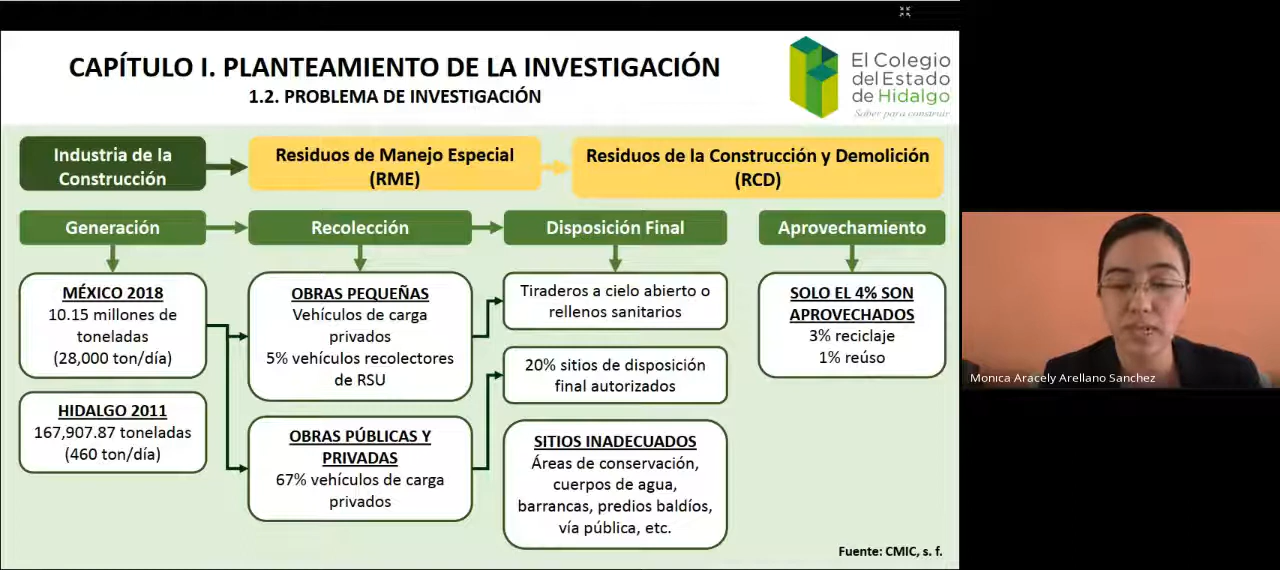 CAPÍTULO I. PLANTEAMIENTO DE LA INVESTIGACIÓN
1.2. PROBLEMA DE INVESTIGACIÓN
El Colegio
del Estado
de Hidalgo
Saber para construir
Industria de la
Construcción
Residuos de Manejo Especial
(RME)
Residuos de la Construcción y Demolición
(RCD)
Generación
Recolección
Disposición Final
Aprovechamiento
MÉXICO 2018
10.15 millones de
toneladas
(28,000 ton/día)
HIDALGO 2011
167,907.87 toneladas
(460 ton/día)
OBRAS PEQUEÑAS
Vehículos de carga
privados
5% vehículos recolectores
de RSU
OBRAS PÚBLICAS Y
PRIVADAS
67% vehículos de carga
privados
Tiraderos a cielo abierto o
rellenos sanitarios
20% sitios de disposición
final autorizados
SITIOS INADECUADOS
Áreas de conservación,
cuerpos de agua,
barrancas, predios baldíos,
vía pública, etc.
SOLO EL 4% SON
APROVECHADOS
3% reciclaje
1% reúso
Fuente: CMIC, s. f.
Monica Aracely Arellano Sanchez